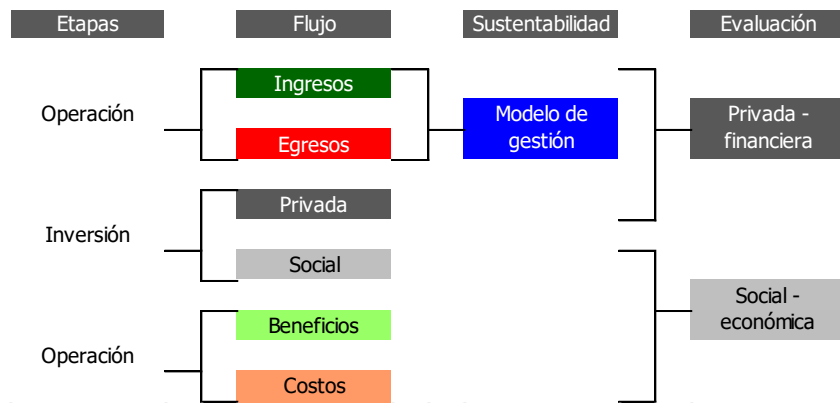 Etapas
Flujo
Sustentabilidad
Evaluación
Operación
Ingresos
Egresos
Modelo de
gestión
Privada -
financiera
Inversión
Privada
Social
Operación
Beneficios
Costos
Social -
económica